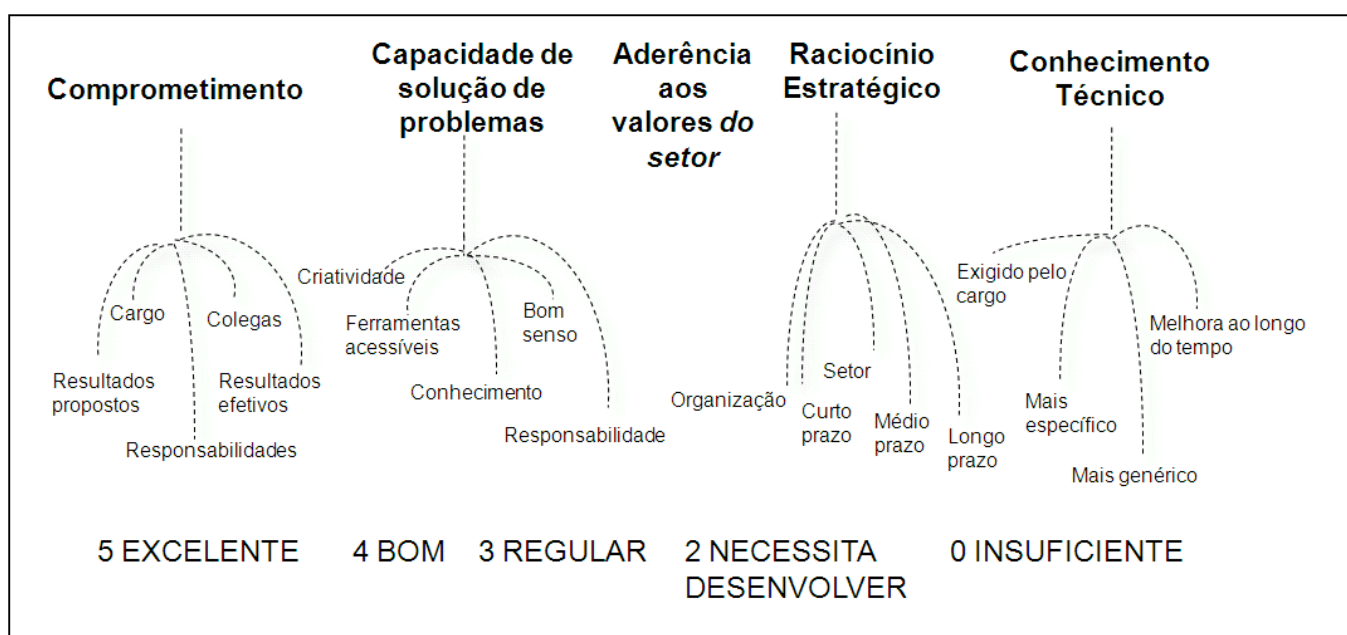 Comprometimento
Capacidade de
solução de
problemas
Aderência
aos
valores do
setor
Raciocínio
Estratégico
Conhecimento
Técnico
Cargo
Colegas
Resultados
propostos
Resultados
efetivos
Responsabilidades
Criatividade
Ferramentas
acessíveis
Bom
senso
Conhecimento
Responsabilidade
Organização
Curto
prazo
Setor
Médio
prazo
Longo
prazo
Exigido pelo
cargo
Melhora ao longo
do tempo
Mais
específico
Mais genérico
5 EXCELENTE
4 BOM
3 REGULAR
2 NECESSITA
DESENVOLVER
0 INSUFICIENTE